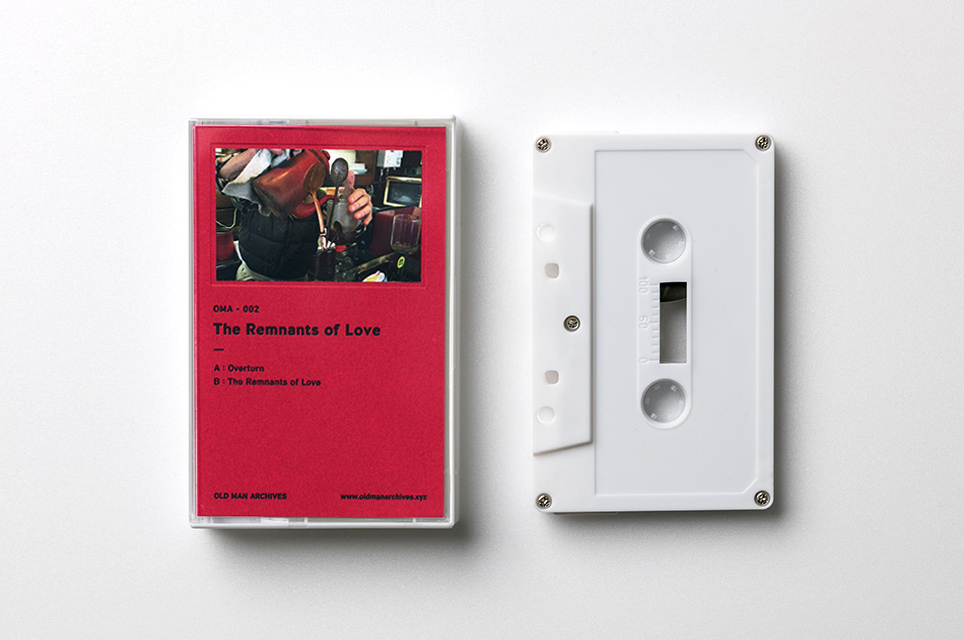 OMA - 002
The Remnants of Love
A : Overturn
B : The Remnants of Love
OLD MAN ARCHIVES
www.oldmanarchives.xyz
100
50
0